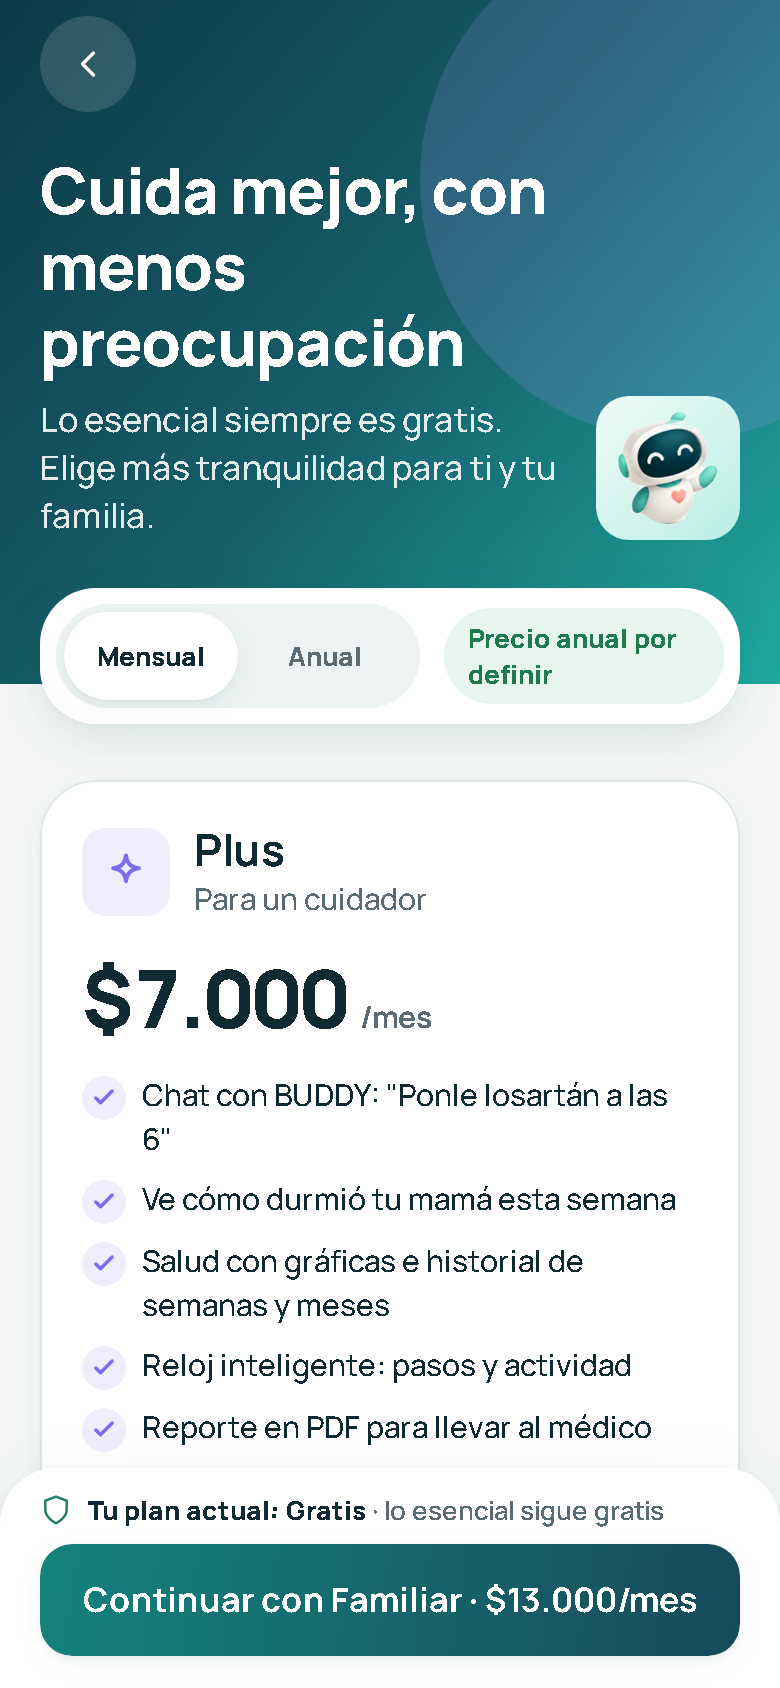 Cuida mejor, con
menos
preocupación
Lo esencial siempre es gratis.
Elige más tranquilidad para ti y tu
familia.
Mensual
Anual
Precio anual por
definir
Plus
Para un cuidador
$7.000 /mes
Chat con BUDDY: "Ponle losartán a las
6"
Ve cómo durmió tu mamá esta semana
Salud con gráficas e historial de
semanas y meses
Reloj inteligente: pasos y actividad
Reporte en PDF para llevar al médico
Tu plan actual: Gratis · lo esencial sigue gratis
Continuar con Familiar · $13.000/mes